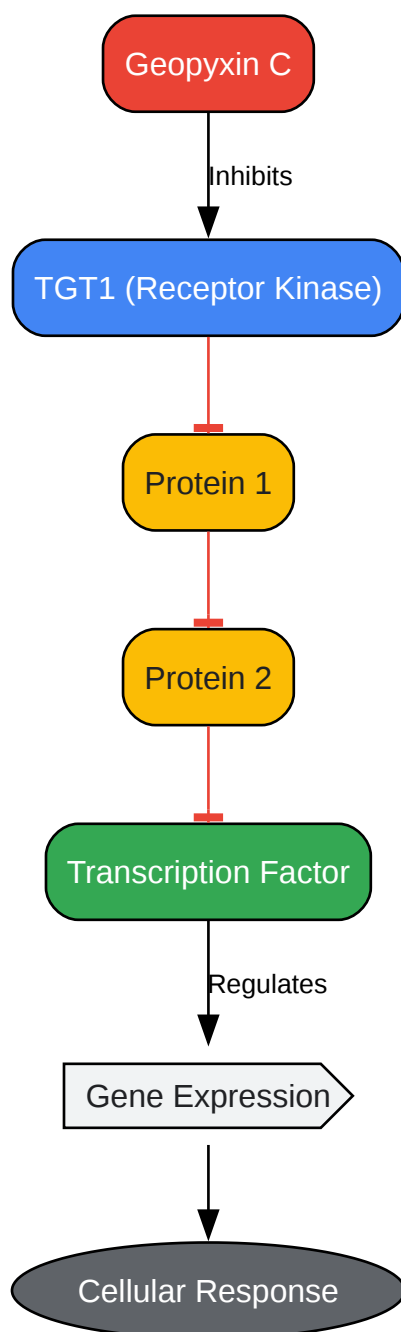 Geopyxin C
Inhibits
TGT1 (Receptor Kinase)
Protein 1
Protein 2
Transcription Factor
Regulates
Gene Expression
Cellular Response